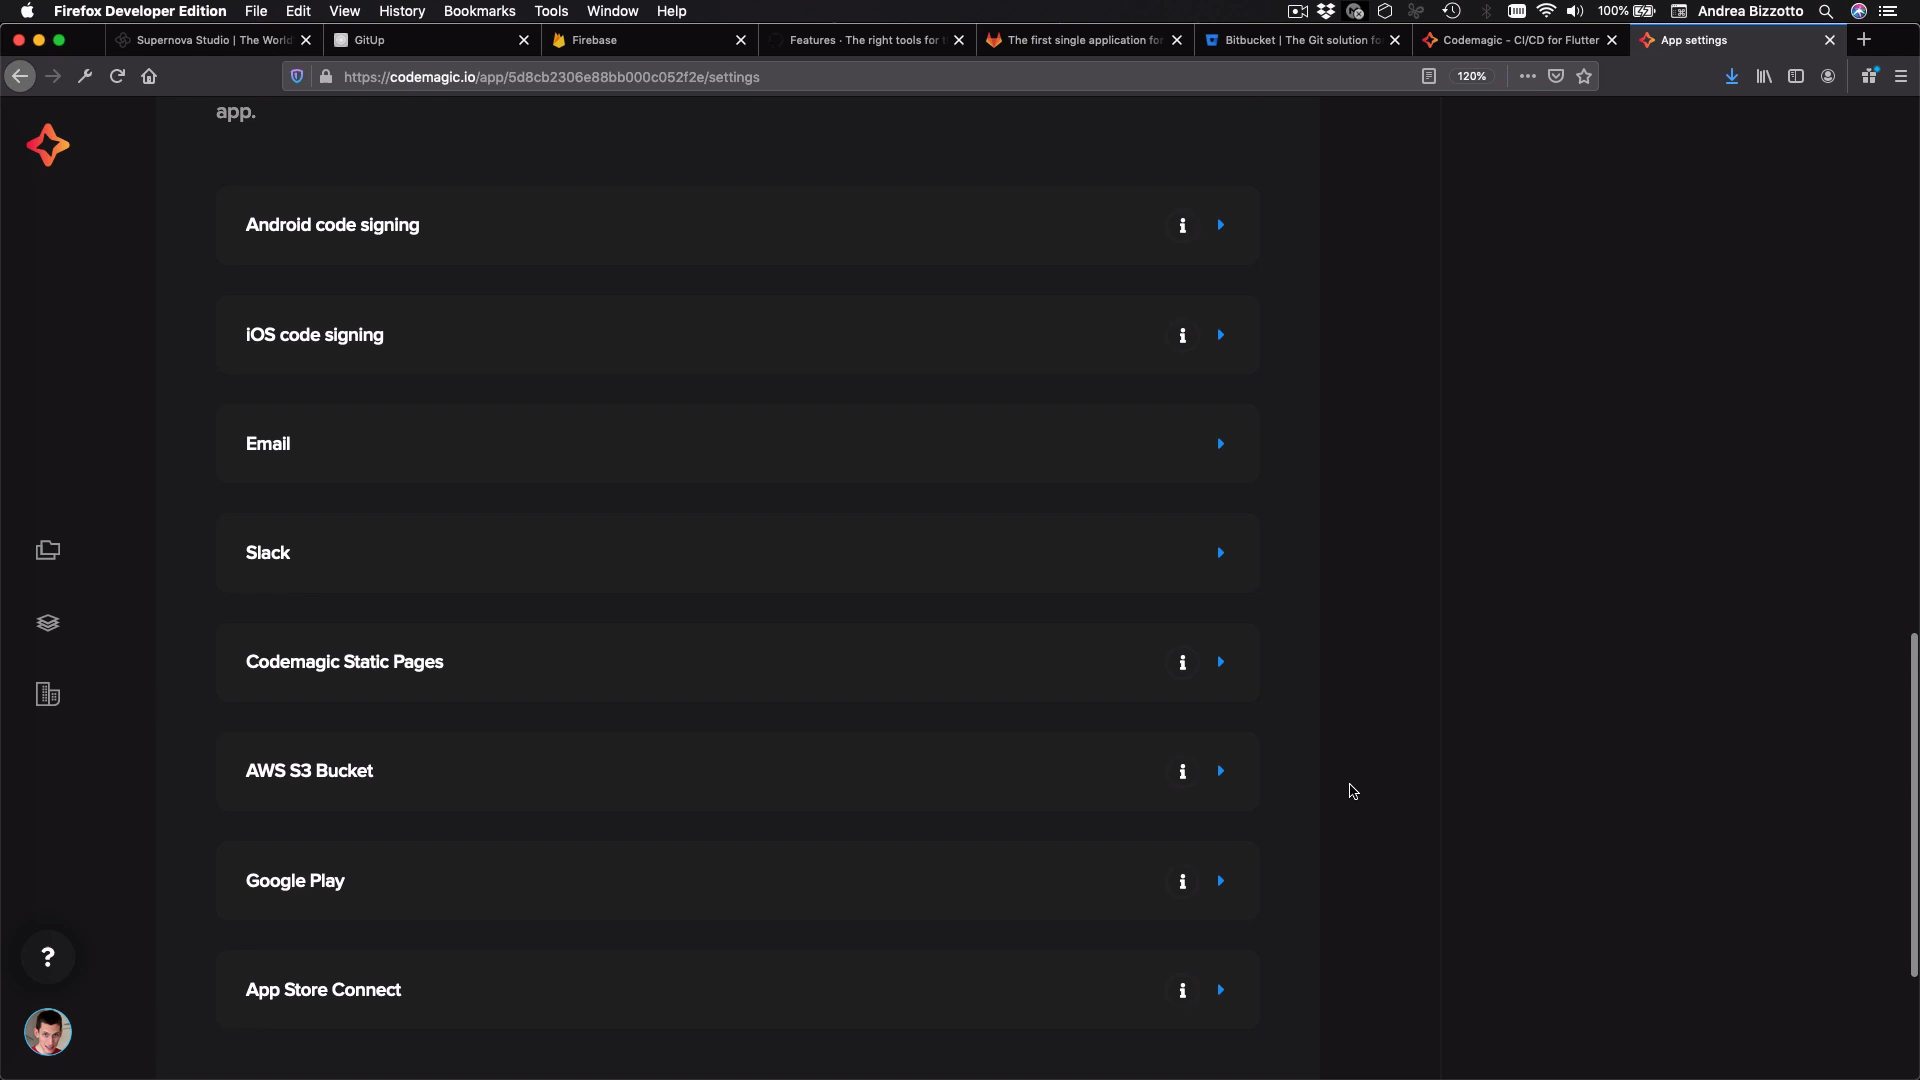 Firefox Developer Edition File Edit View History Bookmarks Tools Window Help 100% Andrea Bizzotto
Supernova Studio | The World GitUp Firebase Features · The right tools for t The first single application for Bitbucket | The Git solution for Codemagic - CI/CD for Flutter App settings
https://codemagic.io/app/5d8cb2306e88bb000c052f2e/settings 120%
app.
Android code signing
iOS code signing
Email
Slack
Codemagic Static Pages
AWS S3 Bucket
Google Play
App Store Connect